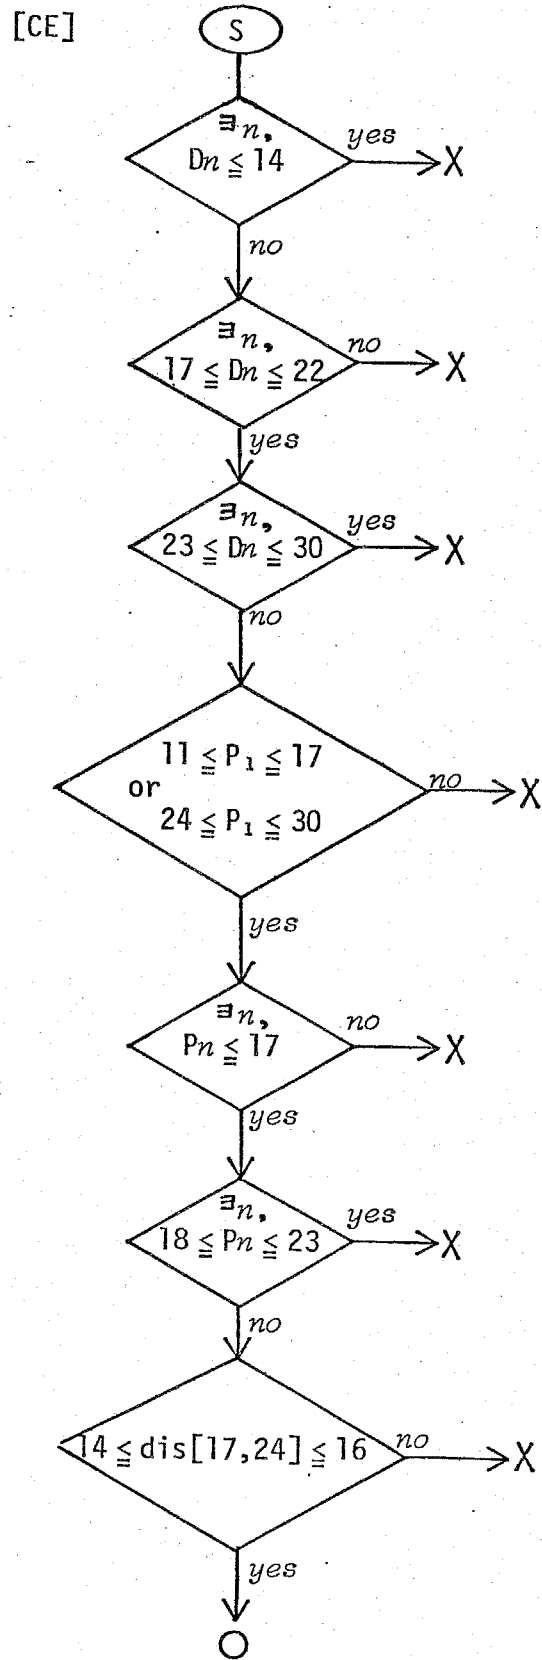 [CE]
S
∃n,
Dn ≦ 14
yes
X
no
∃n,
17 ≦ Dn ≦ 22
no
X
yes
∃n,
23 ≦ Dn ≦ 30
yes
X
no
11 ≦ P₁ ≦ 17
or
24 ≦ P₁ ≦ 30
no
X
yes
∃n,
Pn ≦ 17
no
X
yes
∃n,
18 ≦ Pn ≦ 23
yes
X
no
14 ≦ dis[17,24] ≦ 16
no
X
yes
O